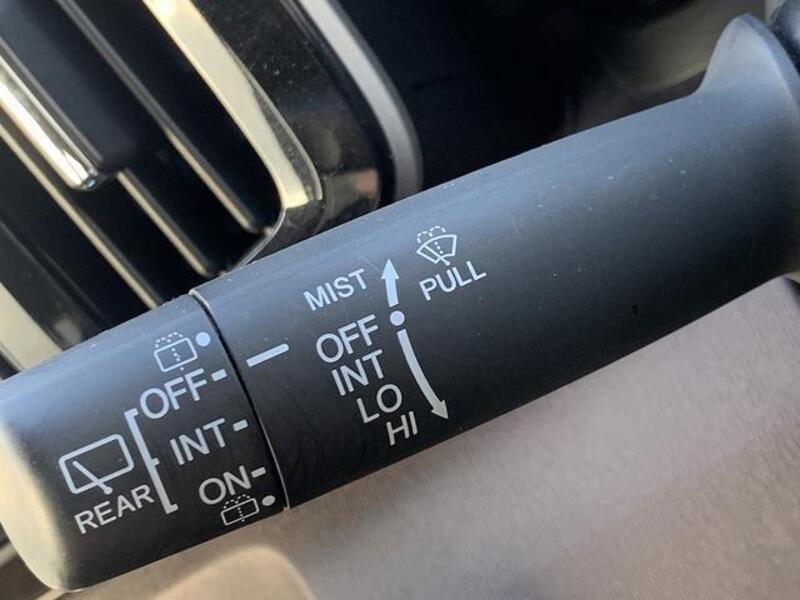 MIST
PULL
OFF
INT
LO
HI
OFF
INT
ON
REAR